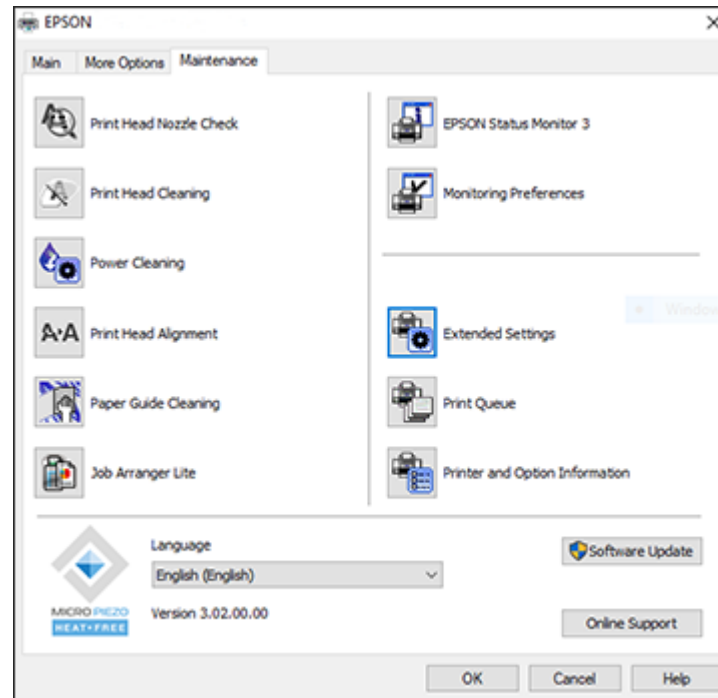 EPSON
Main
More Options
Maintenance
Print Head Nozzle Check
Print Head Cleaning
Power Cleaning
A·A Print Head Alignment
Paper Guide Cleaning
Job Arranger Lite
EPSON Status Monitor 3
Monitoring Preferences
Window
Extended Settings
Print Queue
Printer and Option Information
MICRO PIEZO
HEAT•FREE
Language
English (English)
Version 3.02.00.00
Software Update
Online Support
OK
Cancel
Help